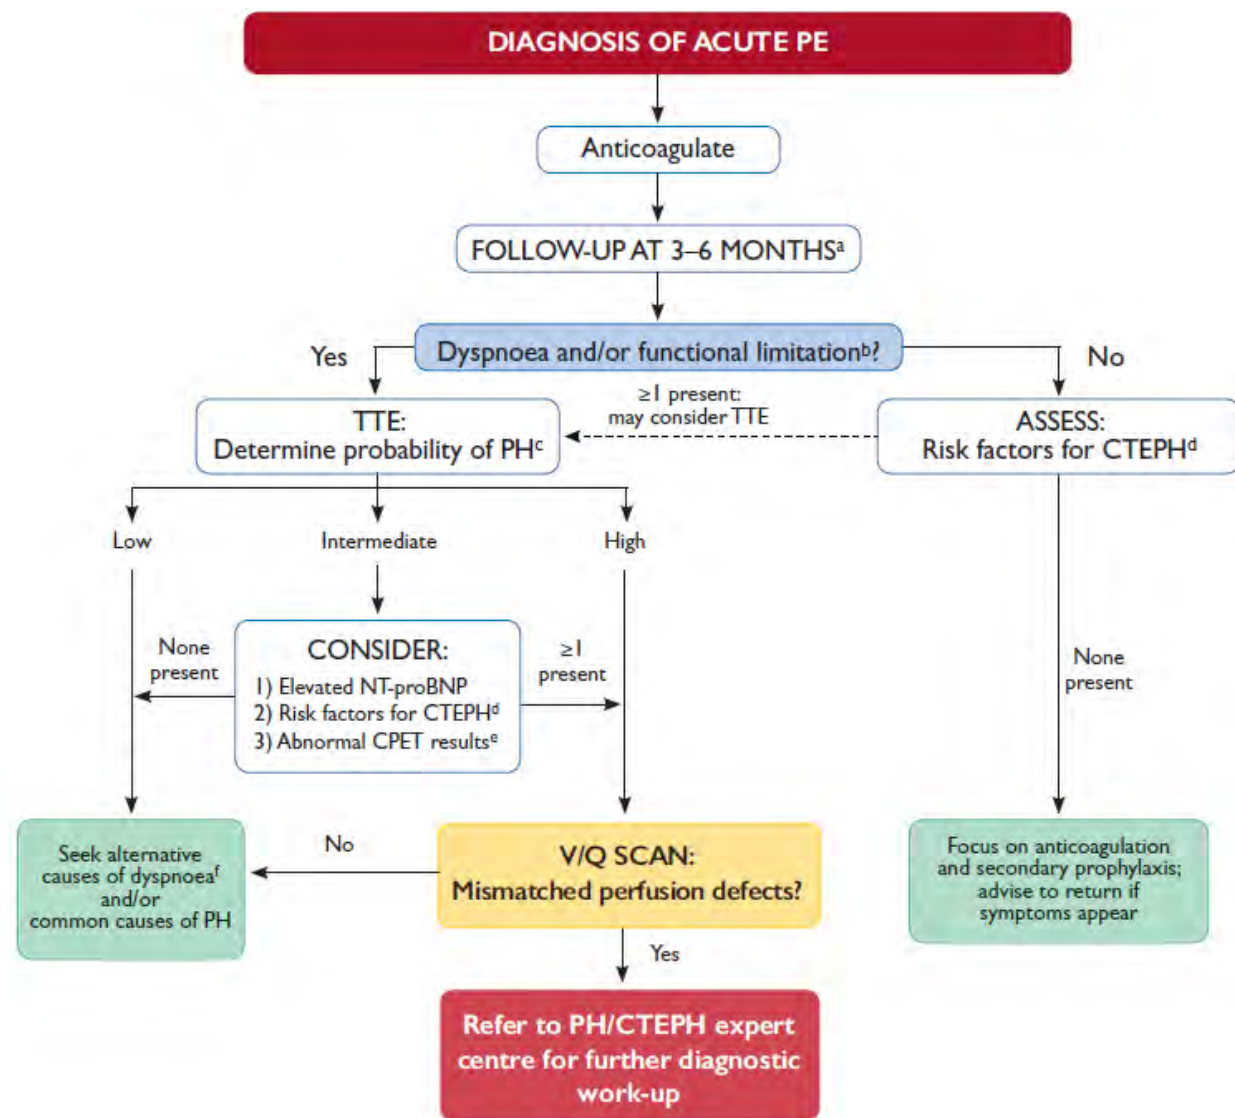 DIAGNOSIS OF ACUTE PE
Anticoagulate
FOLLOW-UP AT 3–6 MONTHSᵃ
Yes
Dyspnoea and/or functional limitationᵇ?
No
≥1 present:
may consider TTE
TTE:
Determine probability of PHᶜ
ASSESS:
Risk factors for CTEPHᵈ
Low
Intermediate
High
None
present
CONSIDER:
1) Elevated NT-proBNP
2) Risk factors for CTEPHᵈ
3) Abnormal CPET resultsᵉ
≥1
present
None
present
Seek alternative
causes of dyspnoeaᶠ
and/or
common causes of PH
No
V/Q SCAN:
Mismatched perfusion defects?
Focus on anticoagulation
and secondary prophylaxis;
advise to return if
symptoms appear
Yes
Refer to PH/CTEPH expert
centre for further diagnostic
work-up